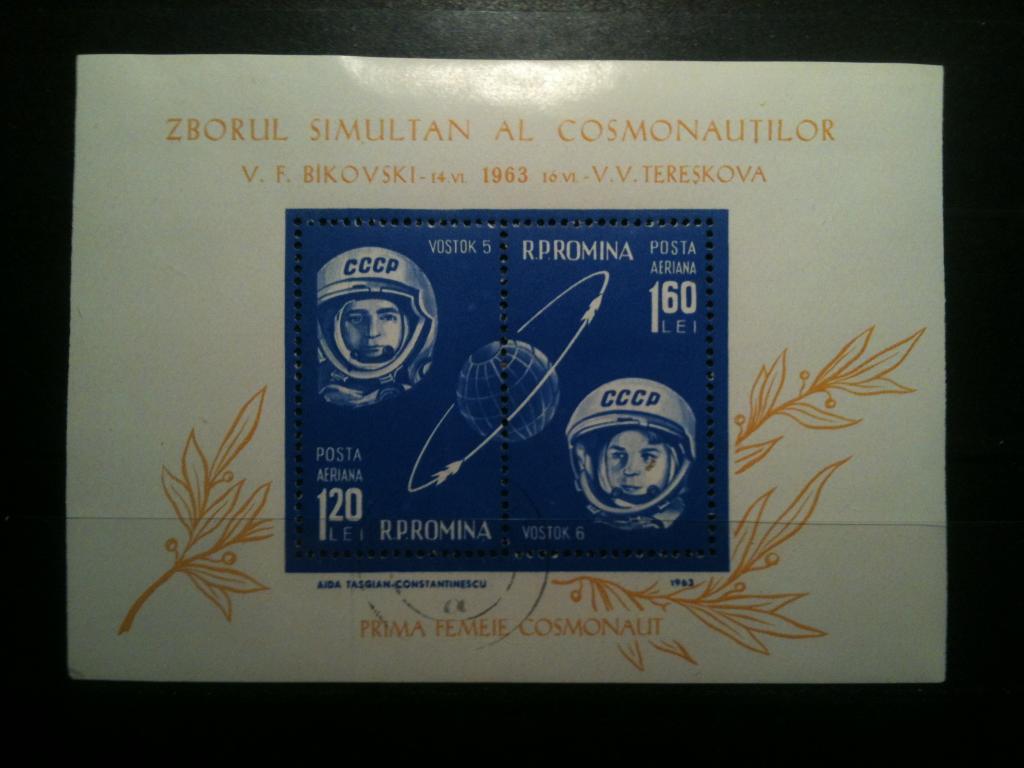 ZBORUL SIMULTAN AL COSMONAUȚILOR
V. F. BIKOVSKI - 14.VI. 1963 16 VI. - V. V. TEREȘKOVA
VOSTOK 5
CCCP
POSTA
AERIANA
1.20
LEI
R.P.ROMINA
R.P.ROMINA
POSTA
AERIANA
1.60
LEI
CCCP
VOSTOK 6
AIDA TASGIAN-CONSTANTINESCU
1963
PRIMA FEMEIE COSMONAUT